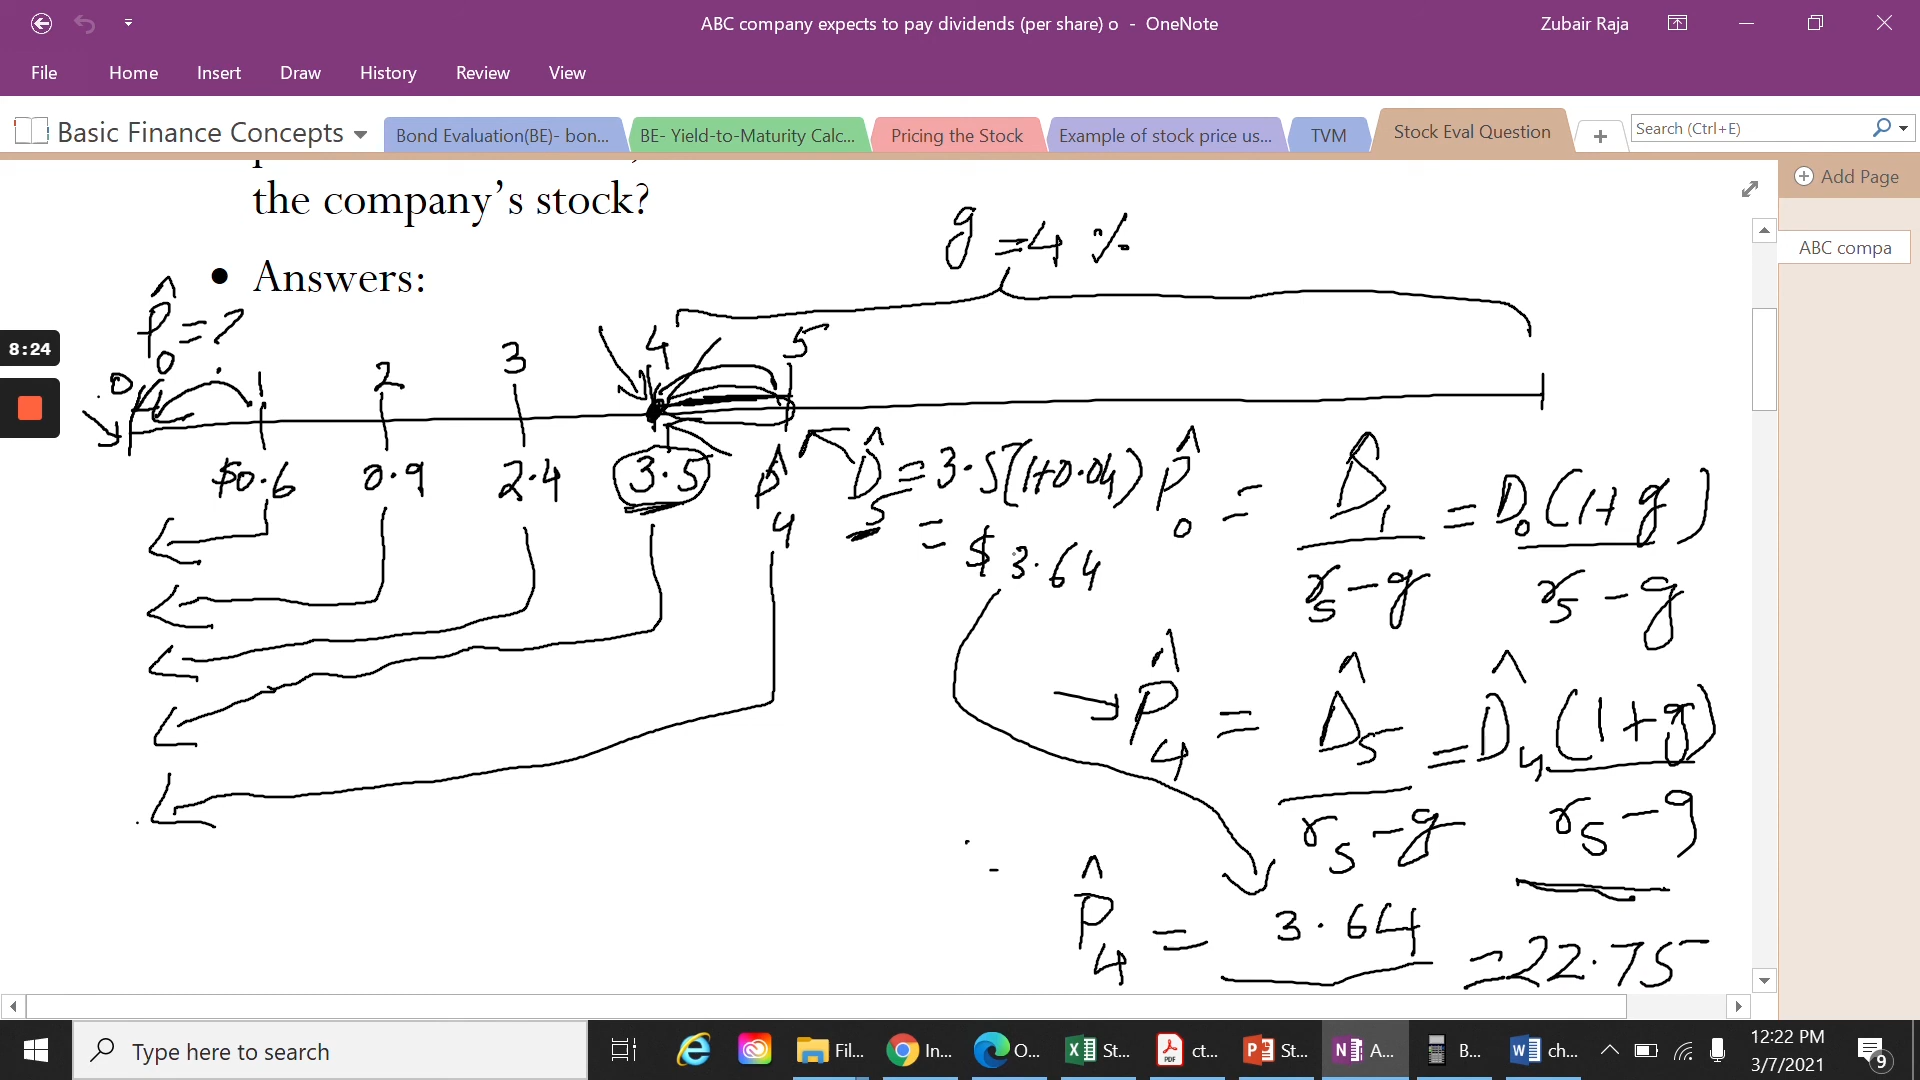 ABC company expects to pay dividends (per share) o - OneNote
Zubair Raja
File Home Insert Draw History Review View
Basic Finance Concepts
Bond Evaluation(BE)- bon...
BE- Yield-to-Maturity Calc...
Pricing the Stock
Example of stock price us...
TVM
Stock Eval Question
+
Search (Ctrl+E)
Add Page
ABC compa
the company's stock?
g = 4 %
• Answers:
P̂0 = ?
8:24
0 1 2 3 4 5
$0.6 0.9 2.4 3.5 P̂4
D̂5 = 3.5(1+0.04)
= $3.64
P̂0 = D̂1 / rs - g = D0(1+g) / rs - g
P̂4 = D̂5 / rs - g = D̂4(1+g) / rs - g
P̂4 = 3.64 = 22.75
Type here to search
Fil...
In...
O...
St...
ct...
St...
A...
B...
ch...
12:22 PM
3/7/2021
9